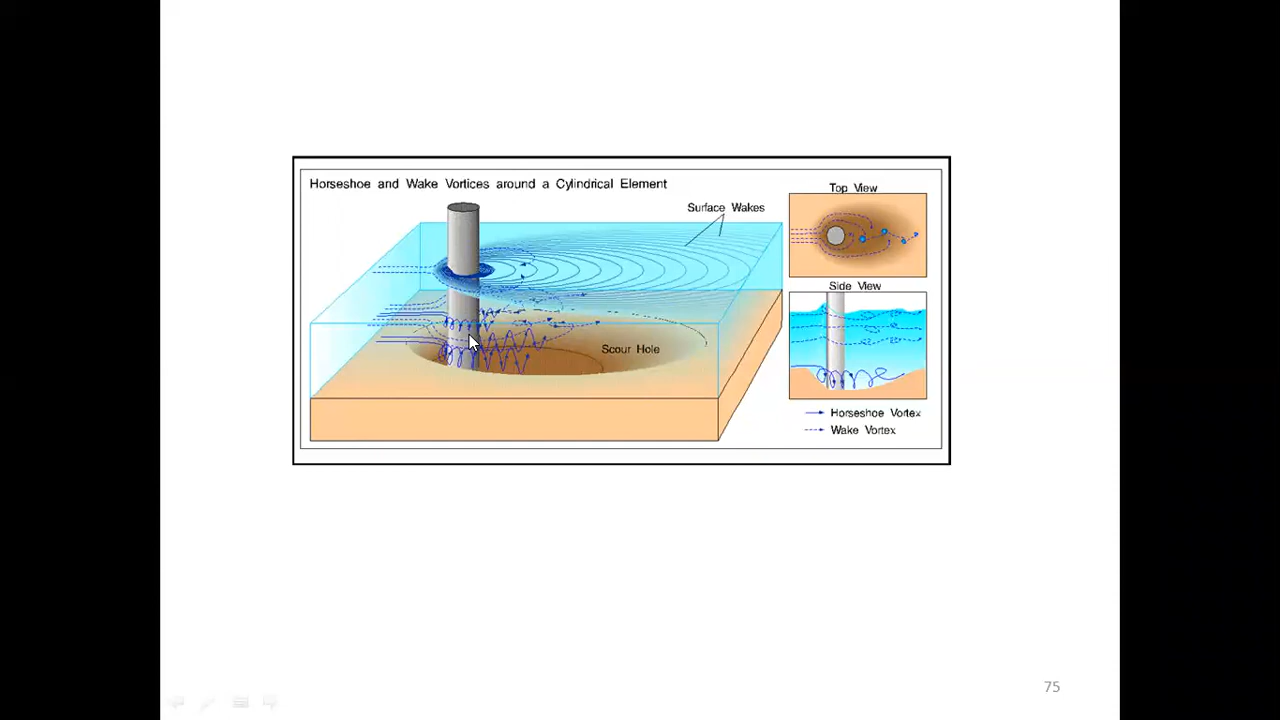 Horseshoe and Wake Vortices around a Cylindrical Element
Surface Wakes
Scour Hole
Top View
Side View
Horseshoe Vortex
Wake Vortex
75